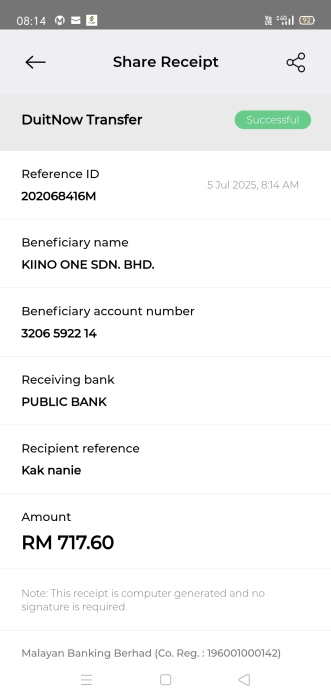 08:14
92
Share Receipt
DuitNow Transfer
Successful
Reference ID
202068416M
5 Jul 2025, 8:14 AM
Beneficiary name
KIINO ONE SDN. BHD.
Beneficiary account number
3206 5922 14
Receiving bank
PUBLIC BANK
Recipient reference
Kak nanie
Amount
RM 717.60
Note: This receipt is computer generated and no
signature is required.
Malayan Banking Berhad (Co. Reg. : 196001000142)